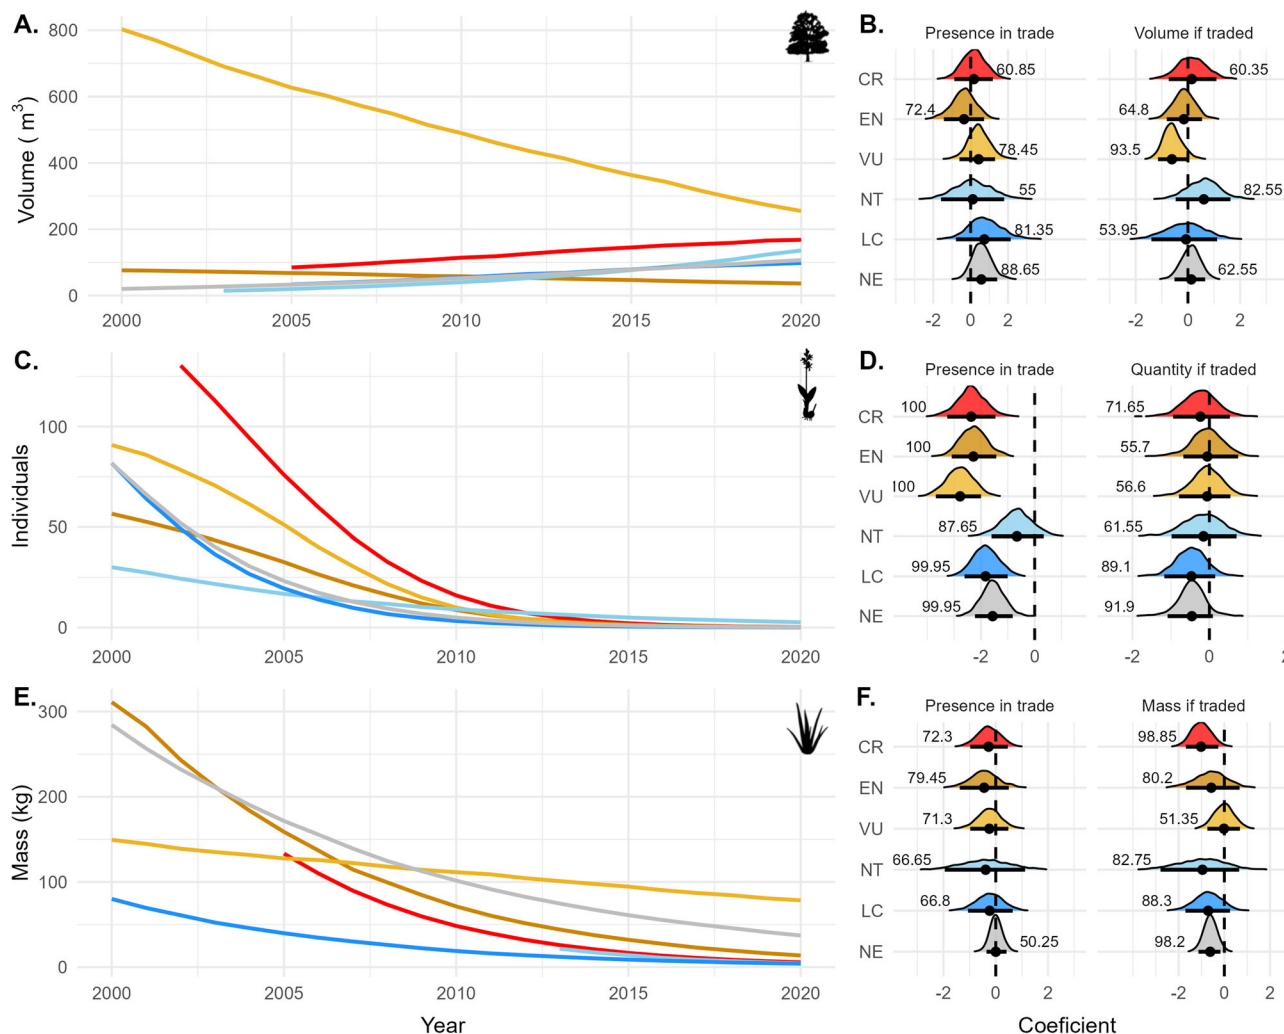 A.
Volume ( m³)
800
600
400
200
0
2000
2005
2010
2015
2020
B.
Presence in trade
Volume if traded
CR
60.85
60.35
EN
72.4
64.8
VU
78.45
93.5
NT
55
82.55
LC
81.35
53.95
NE
88.65
62.55
-2
0
2
0
2
C.
Individuals
100
50
0
2000
2005
2010
2015
2020
D.
Presence in trade
Quantity if traded
CR
100
71.65
EN
100
55.7
VU
100
56.6
NT
87.65
61.55
LC
99.95
89.1
NE
99.95
91.9
-2
0
-2
0
2
E.
Mass (kg)
300
200
100
0
2000
2005
2010
2015
2020
Year
F.
Presence in trade
Mass if traded
CR
72.3
98.85
EN
79.45
80.2
VU
71.3
51.35
NT
66.65
82.75
LC
66.8
88.3
NE
50.25
98.2
-2
0
2
-2
0
2
Coeficient